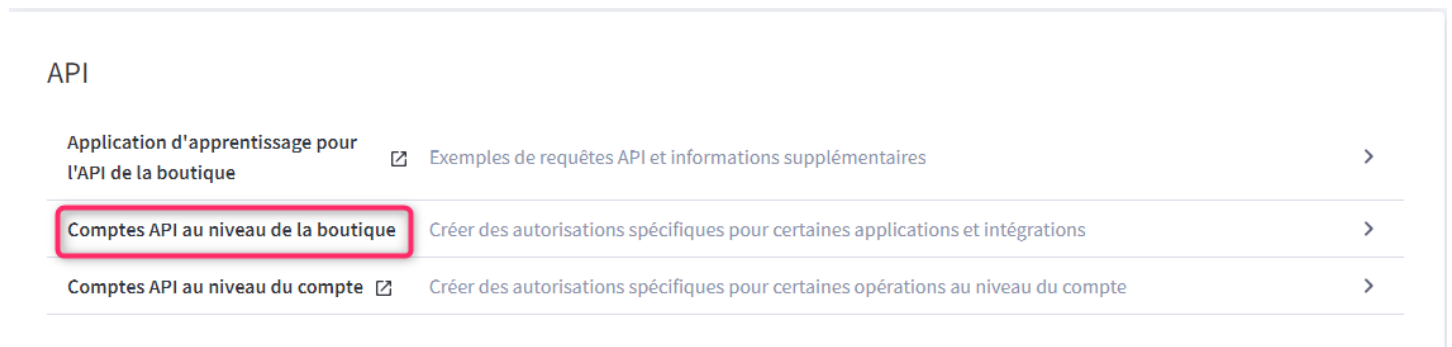 API
Application d'apprentissage pour
l'API de la boutique
Exemples de requêtes API et informations supplémentaires
Comptes API au niveau de la boutique
Créer des autorisations spécifiques pour certaines applications et intégrations
Comptes API au niveau du compte
Créer des autorisations spécifiques pour certaines opérations au niveau du compte